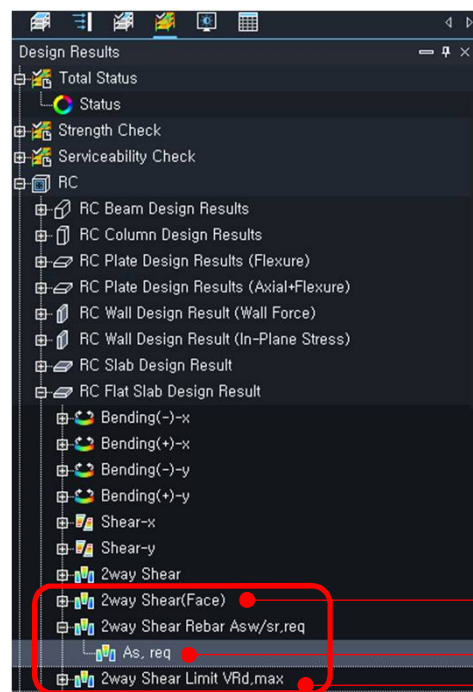 Design Results
Total Status
Status
Strength Check
Serviceability Check
RC
RC Beam Design Results
RC Column Design Results
RC Plate Design Results (Flexure)
RC Plate Design Results (Axial+Flexure)
RC Wall Design Result (Wall Force)
RC Wall Design Result (In-Plane Stress)
RC Slab Design Result
RC Flat Slab Design Result
Bending(-)-x
Bending(+)-x
Bending(-)-y
Bending(+)-y
Shear-x
Shear-y
2way Shear
2way Shear(Face)
2way Shear Rebar Asw/sr,req
As, req
2way Shear Limit VRd,max